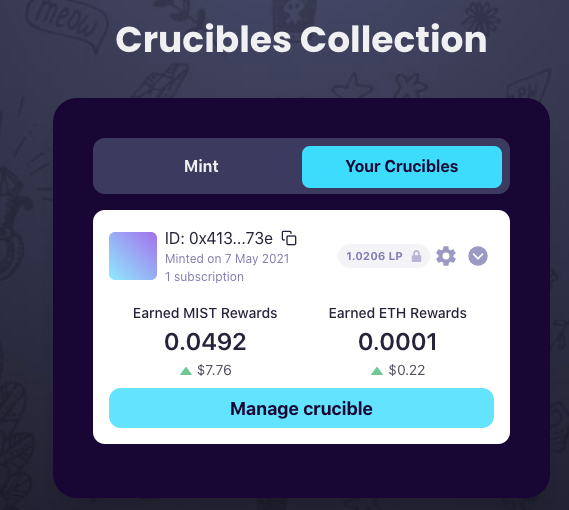 meow
Crucibles Collection
Mint
Your Crucibles
ID: 0x413...73e
Minted on 7 May 2021
1 subscription
1.0206 LP
Earned MIST Rewards
Earned ETH Rewards
0.0492
0.0001
$7.76
$0.22
Manage crucible